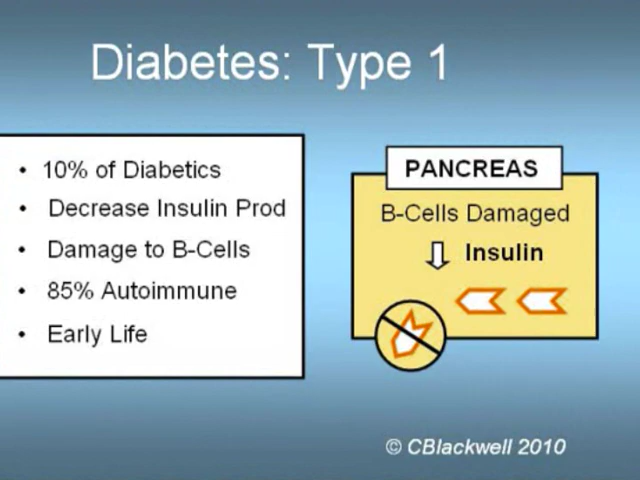 Diabetes: Type 1
• 10% of Diabetics
• Decrease Insulin Prod
• Damage to B-Cells
• 85% Autoimmune
• Early Life
PANCREAS
B-Cells Damaged
Insulin
© CBlackwell 2010